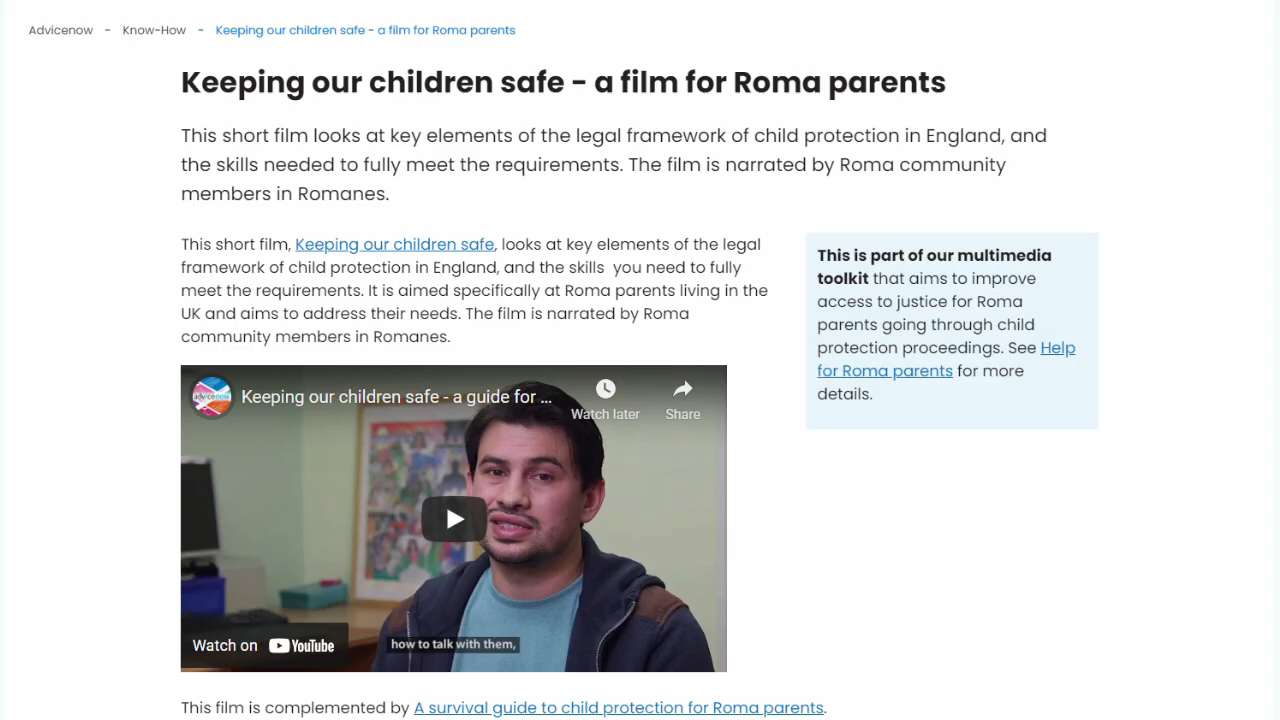 Advicenow - Know-How - Keeping our children safe - a film for Roma parents
Keeping our children safe - a film for Roma parents
This short film looks at key elements of the legal framework of child protection in England, and
the skills needed to fully meet the requirements. The film is narrated by Roma community
members in Romanes.
This short film, Keeping our children safe, looks at key elements of the legal
framework of child protection in England, and the skills  you need to fully
meet the requirements. It is aimed specifically at Roma parents living in the
UK and aims to address their needs. The film is narrated by Roma
community members in Romanes.
This is part of our multimedia
toolkit that aims to improve
access to justice for Roma
parents going through child
protection proceedings. See Help
for Roma parents for more
details.
advicenow
Keeping our children safe - a guide for ...
Watch later
Share
how to talk with them,
Watch on YouTube
This film is complemented by A survival guide to child protection for Roma parents.